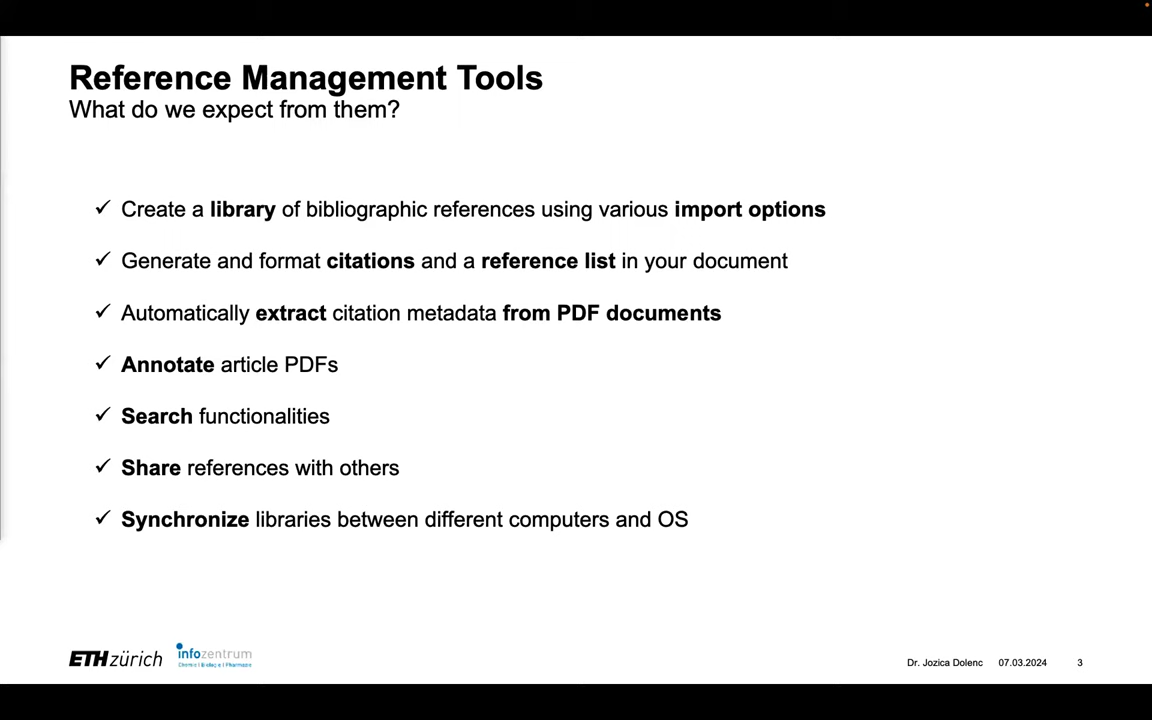 Reference Management Tools
What do we expect from them?
✓ Create a library of bibliographic references using various import options
✓ Generate and format citations and a reference list in your document
✓ Automatically extract citation metadata from PDF documents
✓ Annotate article PDFs
✓ Search functionalities
✓ Share references with others
✓ Synchronize libraries between different computers and OS
ETH zürich
infozentrum
Chemie | Biologie | Pharmazie
Dr. Jozica Dolenc 07.03.2024 3